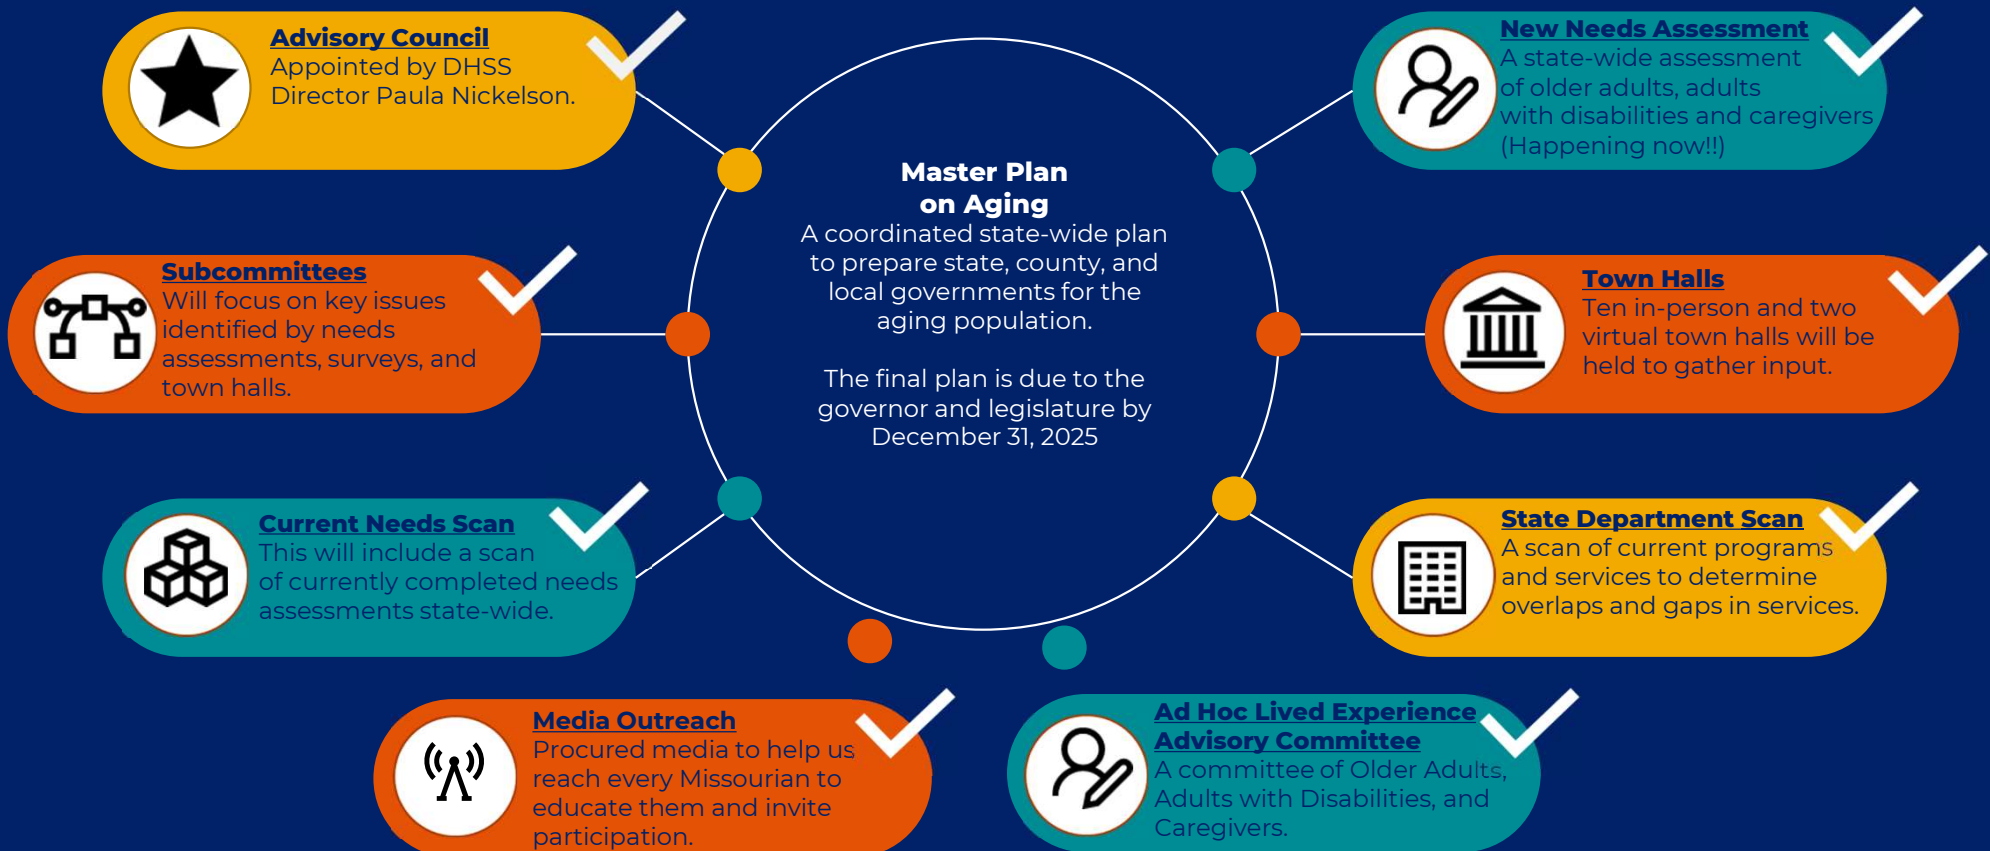 Advisory Council
Appointed by DHSS
Director Paula Nickelson.
New Needs Assessment
A state-wide assessment
of older adults, adults
with disabilities and caregivers
(Happening now!!)
Master Plan
on Aging
A coordinated state-wide plan
to prepare state, county, and
local governments for the
aging population.
The final plan is due to the
governor and legislature by
December 31, 2025
Subcommittees
Will focus on key issues
identified by needs
assessments, surveys, and
town halls.
Town Halls
Ten in-person and two
virtual town halls will be
held to gather input.
Current Needs Scan
This will include a scan
of currently completed needs
assessments state-wide.
State Department Scan
A scan of current programs
and services to determine
overlaps and gaps in services.
Media Outreach
Procured media to help us
reach every Missourian to
educate them and invite
participation.
Ad Hoc Lived Experience
Advisory Committee
A committee of Older Adults,
Adults with Disabilities, and
Caregivers.